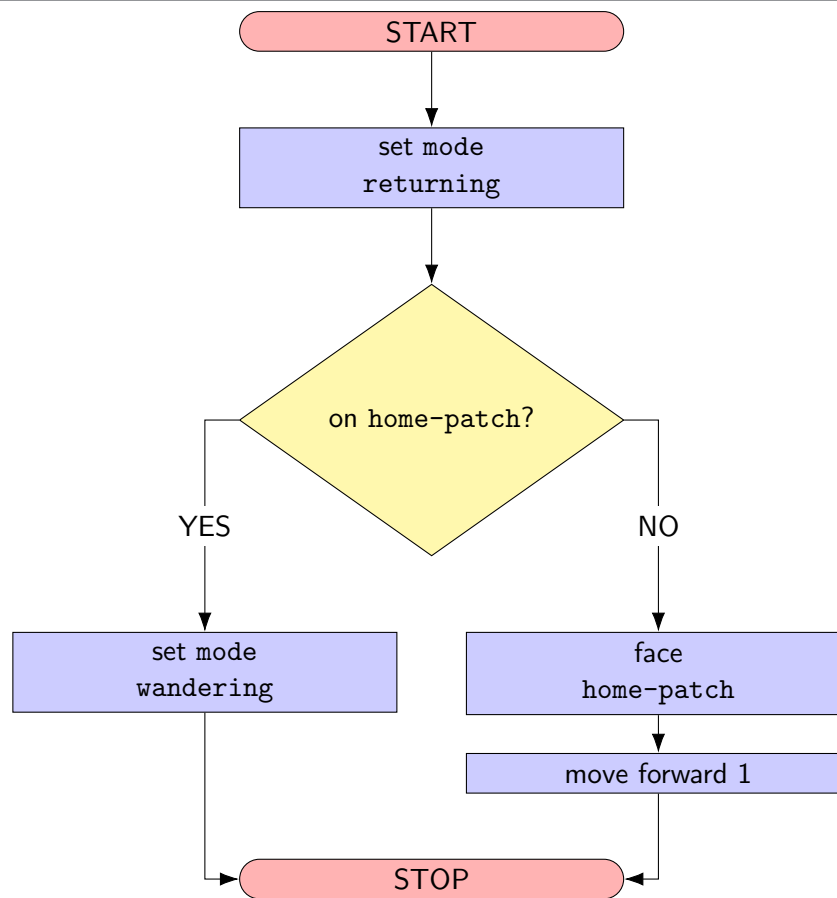 START
set mode
returning
on home-patch?
YES
NO
set mode
wandering
face
home-patch
move forward 1
STOP